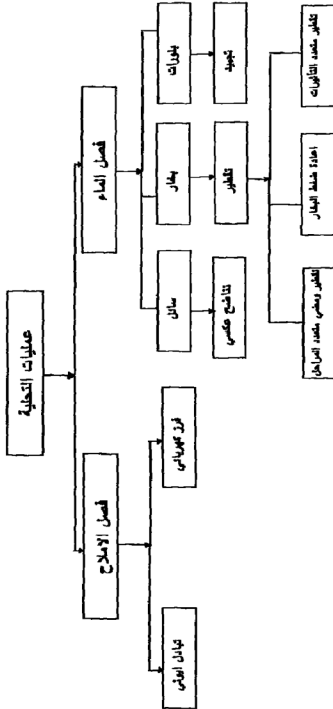 عمليات التحلية
فصل الماء
فصل الاملاح
بلورات
بخار
سائل
تجميد
تقطير
تناضح عكسي
فرز كهربائي
تبادل ايوني
تقطير متعدد التأثيرات
اعادة ضغط البخار
تقطير ومضي متعدد المراحل